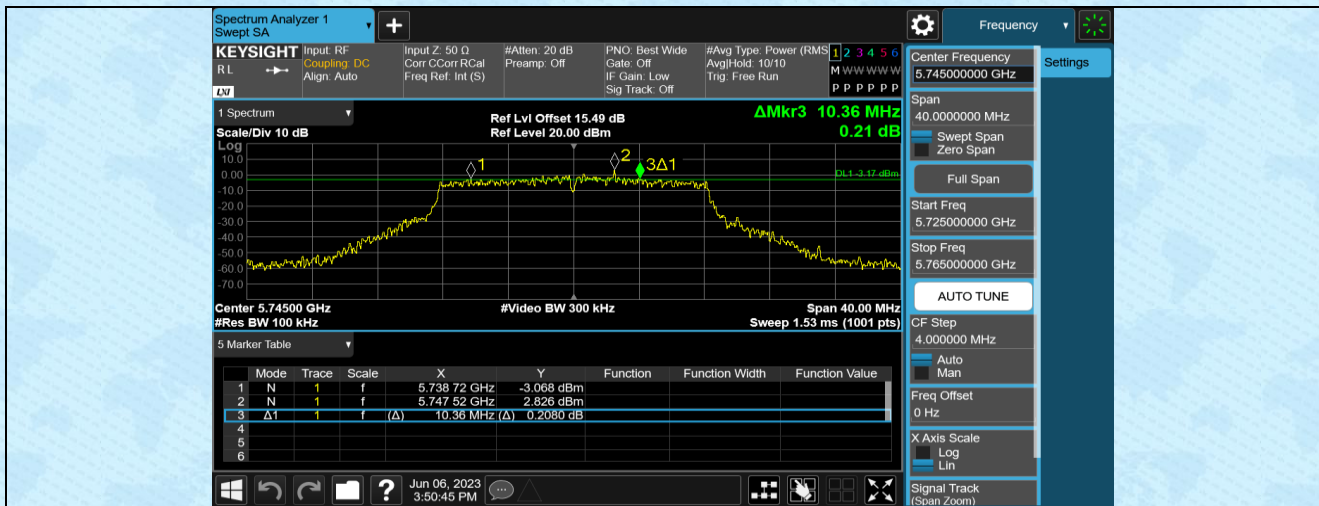 Spectrum Analyzer 1
Swept SA
+
Frequency
KEYSIGHT
R L
LXI
Input: RF
Coupling: DC
Align: Auto
Input Z: 50 Ω
Corr CCorr RCal
Freq Ref: Int (S)
#Atten: 20 dB
Preamp: Off
PNO: Best Wide
Gate: Off
IF Gain: Low
Sig Track: Off
#Avg Type: Power (RMS
Avg|Hold: 10/10
Trig: Free Run
1 2 3 4 5 6
M W W W W W
P P P P P P
1 Spectrum
Scale/Div 10 dB
Ref Lvl Offset 15.49 dB
Ref Level 20.00 dBm
ΔMkr3 10.36 MHz
0.21 dB
Log
10.0
0.00
-10.0
-20.0
-30.0
-40.0
-50.0
-60.0
-70.0
1
2
3Δ1
DL1 -3.17 dBm
Center 5.74500 GHz
#Video BW 300 kHz
Span 40.00 MHz
#Res BW 100 kHz
Sweep 1.53 ms (1001 pts)
5 Marker Table
Mode Trace Scale X Y Function Function Width Function Value
1 N 1 f 5.738 72 GHz -3.068 dBm
2 N 1 f 5.747 52 GHz 2.826 dBm
3 Δ1 1 f (Δ) 10.36 MHz (Δ) 0.2080 dB
4
5
6
?
Jun 06, 2023
3:50:45 PM
Center Frequency
5.745000000 GHz
Settings
Span
40.0000000 MHz
Swept Span
Zero Span
Full Span
Start Freq
5.725000000 GHz
Stop Freq
5.765000000 GHz
AUTO TUNE
CF Step
4.000000 MHz
Auto
Man
Freq Offset
0 Hz
X Axis Scale
Log
Lin
Signal Track
(Span Zoom)